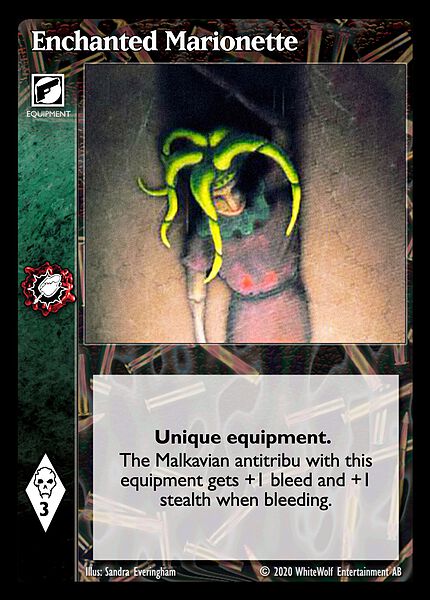 Enchanted Marionette
EQUIPMENT
Unique equipment.
The Malkavian antitribu with this
equipment gets +1 bleed and +1
stealth when bleeding.
3
Illus: Sandra Everingham
© 2020 WhiteWolf Entertainment AB